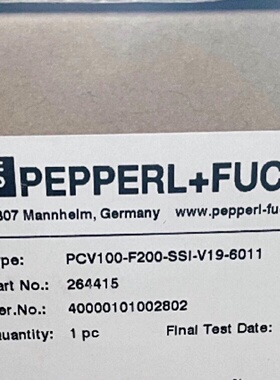 PEPPERL+FUC
307 Mannheim, Germany www.pepperl-fu
ype: PCV100-F200-SSI-V19-6011
art No.: 264415
er.No.: 40000101002802
uantity: 1 pc Final Test Date: